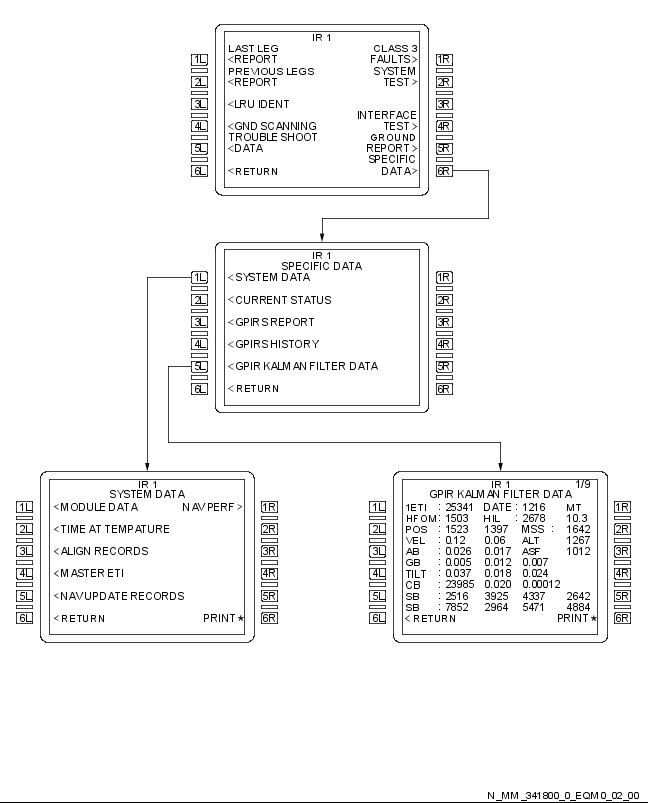 IR 1
LAST LEG CLASS 3
1L <REPORT FAULTS> 1R
PREVIOUS LEGS SYSTEM
2L <REPORT TEST> 2R
3L <LRU IDENT 3R
INTERFACE
4L <GND SCANNING TEST> 4R
TROUBLE SHOOT GROUND
5L <DATA REPORT> 5R
SPECIFIC
6L <RETURN DATA> 6R
IR 1
SPECIFIC DATA
1L <SYSTEM DATA 1R
2L <CURRENT STATUS 2R
3L <GPIRS REPORT 3R
4L <GPIRS HISTORY 4R
5L <GPIR KALMAN FILTER DATA 5R
6L <RETURN 6R
IR 1
SYSTEM DATA
1L <MODULE DATA NAV PERF> 1R
2L <TIME AT TEMPATURE 2R
3L <ALIGN RECORDS 3R
4L <MASTER ETI 4R
5L <NAV UPDATE RECORDS 5R
6L <RETURN PRINT* 6R
IR 1 1/9
GPIR KALMAN FILTER DATA
1L 1ETI : 25341 DATE : 1216 MT 1R
HFOM : 1503 HIL : 2678 10.3
2L POS : 1523 1397 MSS : 1642 2R
VEL : 0.12 0.06 ALT 1267
3L AB : 0.026 0.017 ASF 1012 3R
GB : 0.005 0.012 0.007
4L TILT : 0.037 0.018 0.024 4R
CB : 23985 0.020 0.00012
5L SB : 2516 3925 4337 2642 5R
SB : 7852 2964 5471 4884
6L < RETURN PRINT* 6R
N_MM_341800_0_EQM0_02_00